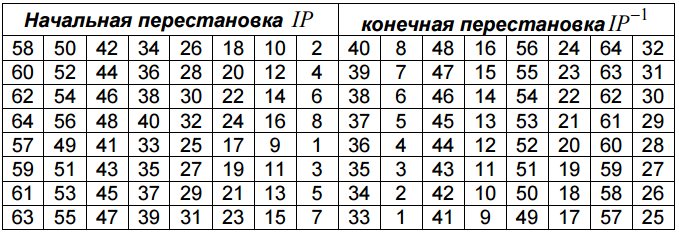 Начальная перестановка IP конечная перестановка IP⁻¹
58 50 42 34 26 18 10 2 40 8 48 16 56 24 64 32
60 52 44 36 28 20 12 4 39 7 47 15 55 23 63 31
62 54 46 38 30 22 14 6 38 6 46 14 54 22 62 30
64 56 48 40 32 24 16 8 37 5 45 13 53 21 61 29
57 49 41 33 25 17 9 1 36 4 44 12 52 20 60 28
59 51 43 35 27 19 11 3 35 3 43 11 51 19 59 27
61 53 45 37 29 21 13 5 34 2 42 10 50 18 58 26
63 55 47 39 31 23 15 7 33 1 41 9 49 17 57 25